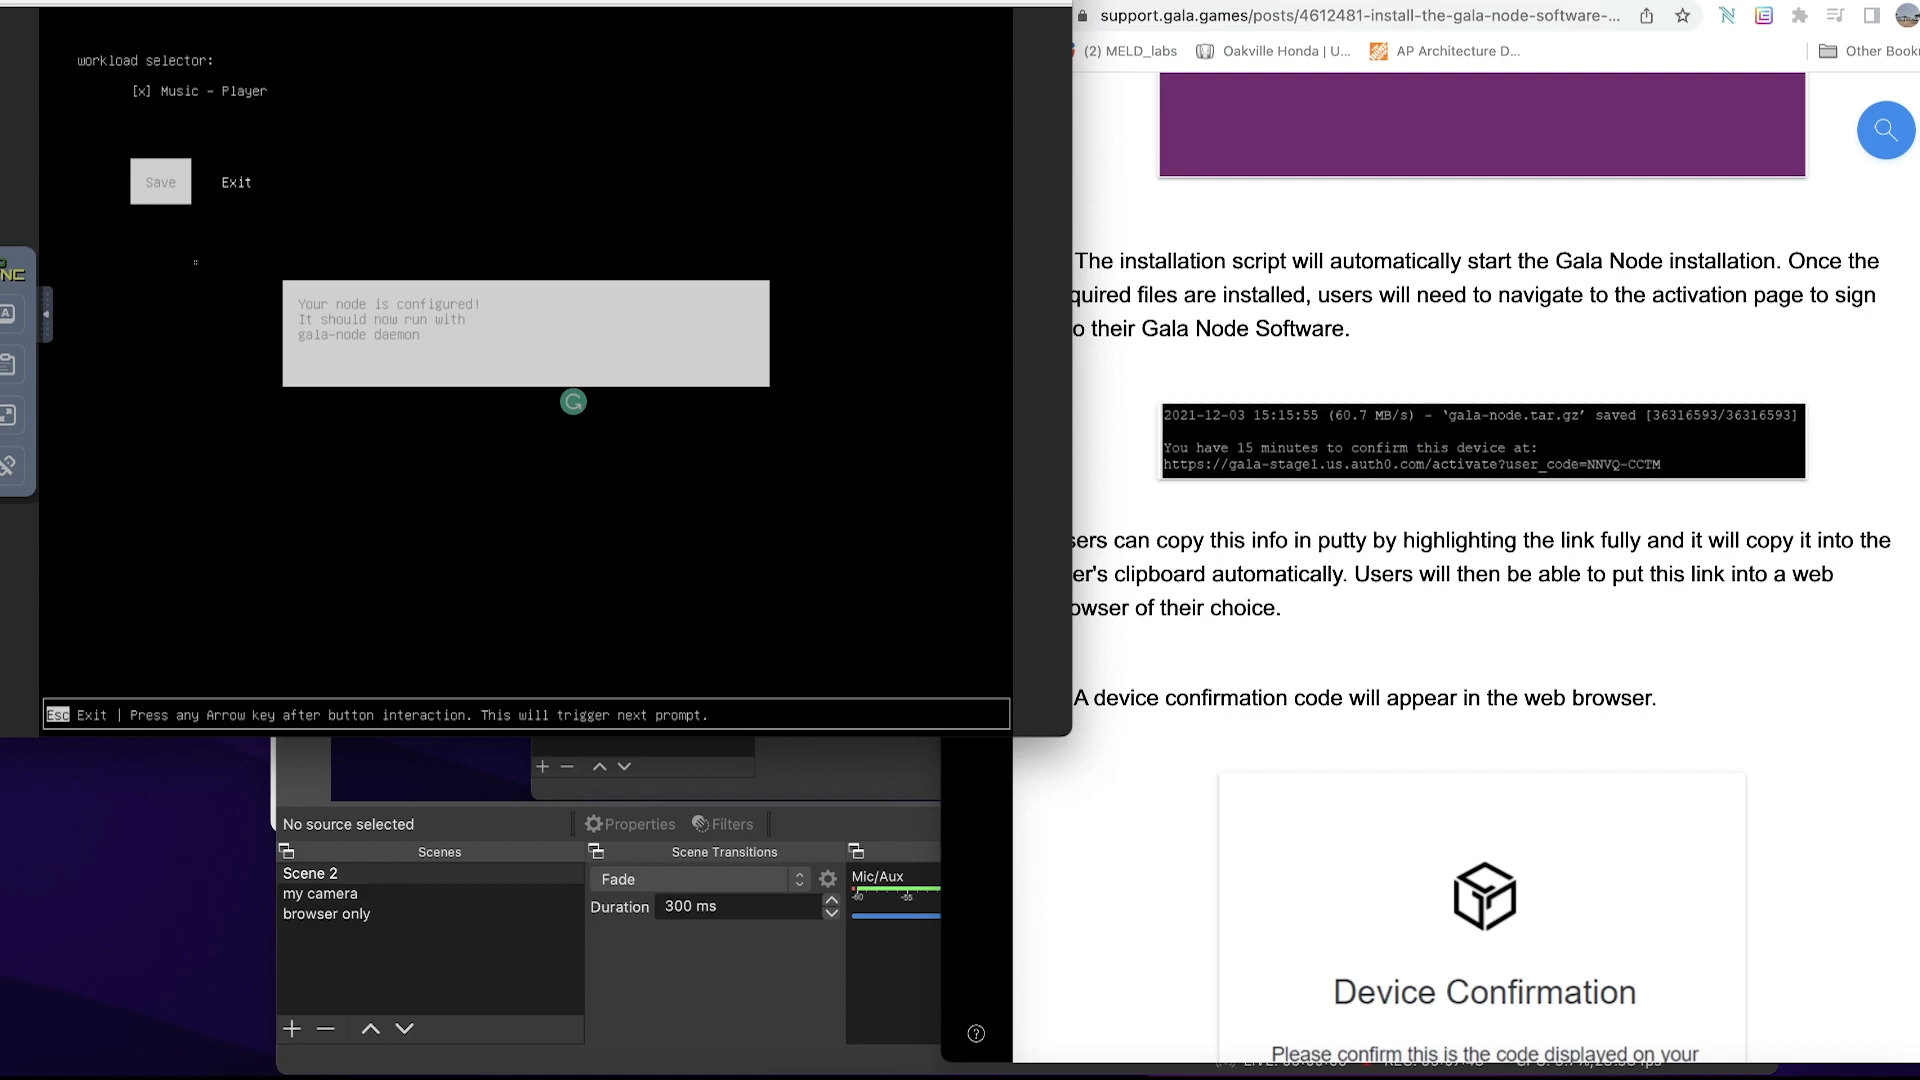 workload selector:
[x] Music - Player
Save Exit
Your node is configured!
It should now run with
gala-node daemon
Esc Exit | Press any Arrow key after button interaction. This will trigger next prompt.
NC
A
support.gala.games/posts/4612481-install-the-gala-node-software-...
(2) MELD_labs Oakville Honda | U... AP Architecture D... Other Book
The installation script will automatically start the Gala Node installation. Once the
quired files are installed, users will need to navigate to the activation page to sign
o their Gala Node Software.
2021-12-03 15:15:55 (60.7 MB/s) - ‘gala-node.tar.gz’ saved [36316593/36316593]
You have 15 minutes to confirm this device at:
https://gala-stage1.us.auth0.com/activate?user_code=NNVQ-CCTM
sers can copy this info in putty by highlighting the link fully and it will copy it into the
er's clipboard automatically. Users will then be able to put this link into a web
owser of their choice.
A device confirmation code will appear in the web browser.
Device Confirmation
Please confirm this is the code displayed on your
No source selected Properties Filters
Scenes
Scene 2
my camera
browser only
Scene Transitions
Fade
Duration 300 ms
Mic/Aux
-60 -55